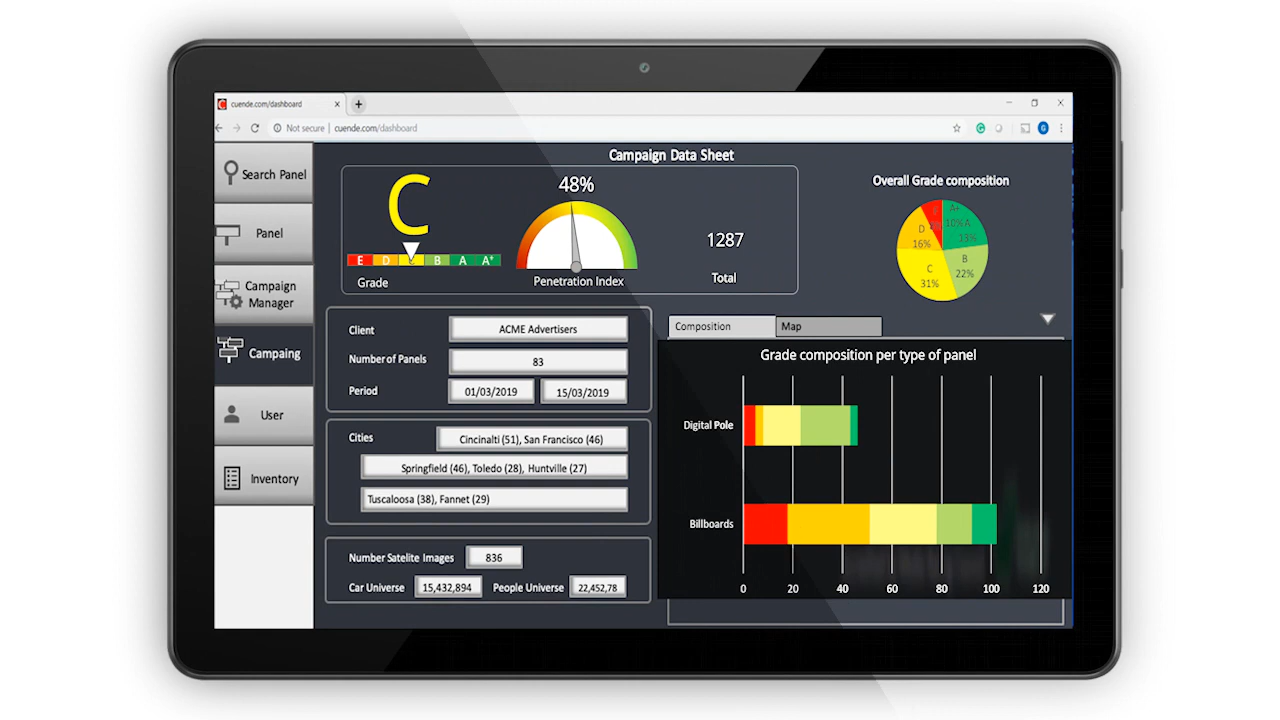 cuende.com/dashboard
Not secure | cuende.com/dashboard
G
Campaign Data Sheet
Search Panel
Panel
Campaign
Manager
Campaing
User
Inventory
C
E D C B A A+
Grade
48%
Penetration Index
1287
Total
Overall Grade composition
A+
10%
A
D
16%
B
22%
C
31%
Client
ACME Advertisers
Number of Panels
83
Period
01/03/2019
15/03/2019
Cities
Cincinalti (51), San Francisco (46)
Springfield (46), Toledo (28), Huntville (27)
Tuscaloosa (38), Fannet (29)
Number Satelite Images
836
Car Universe
15,432,894
People Universe
22,452,78
Composition
Map
Grade composition per type of panel
Digital Pole
Billboards
0 20 40 60 80 100 120